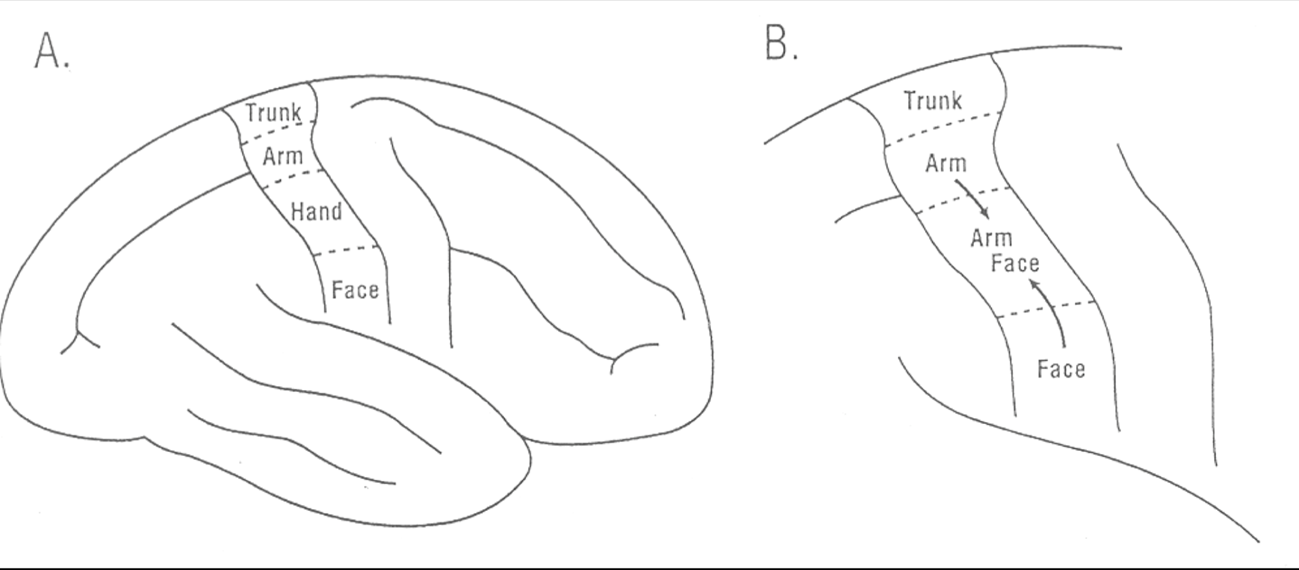 A.
Trunk
Arm
Hand
Face
B.
Trunk
Arm
Arm
Face
Face